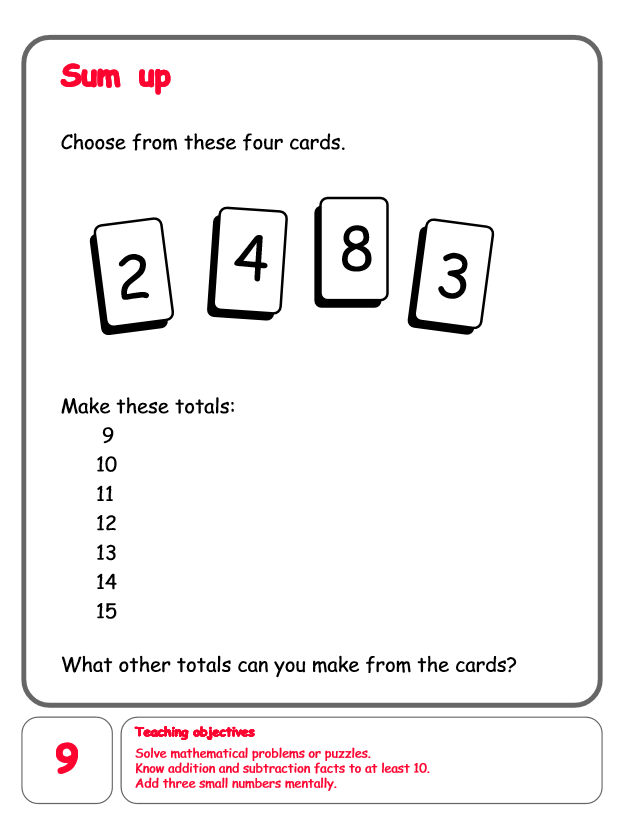 Sum up
Choose from these four cards.
2 4 8 3
Make these totals:
9
10
11
12
13
14
15
What other totals can you make from the cards?
9
Teaching objectives
Solve mathematical problems or puzzles.
Know addition and subtraction facts to at least 10.
Add three small numbers mentally.